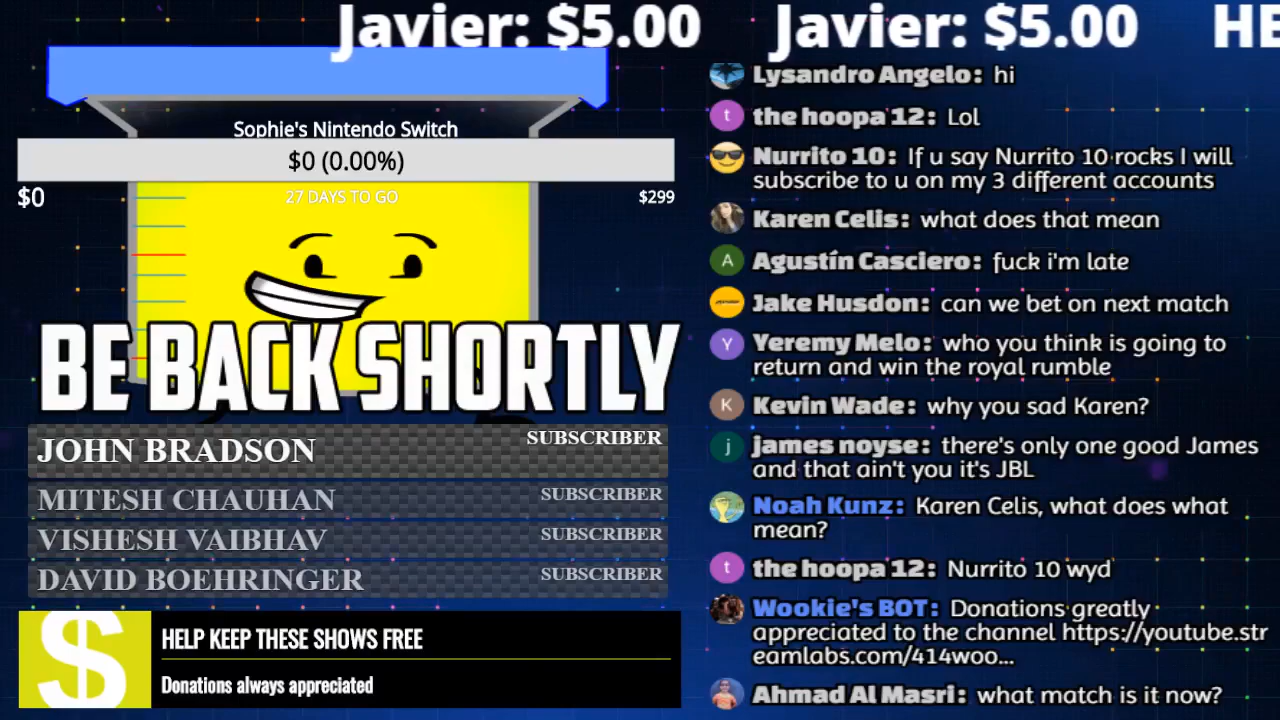 Javier: $5.00 Javier: $5.00 HE
Sophie's Nintendo Switch
$0 (0.00%)
$0 27 DAYS TO GO $299
BE BACK SHORTLY
JOHN BRADSON SUBSCRIBER
MITESH CHAUHAN SUBSCRIBER
VISHESH VAIBHAV SUBSCRIBER
DAVID BOEHRINGER SUBSCRIBER
$
HELP KEEP THESE SHOWS FREE
Donations always appreciated
Lysandro Angelo: hi
t the hoopa 12: Lol
Nurrito 10: If u say Nurrito 10 rocks I will
subscribe to u on my 3 different accounts
Karen Celis: what does that mean
A Agustín Casciero: fuck i'm late
Jake Husdon: can we bet on next match
Y Yeremy Melo: who you think is going to
return and win the royal rumble
K Kevin Wade: why you sad Karen?
j james noyse: there's only one good James
and that ain't you it's JBL
Noah Kunz: Karen Celis, what does what
mean?
t the hoopa 12: Nurrito 10 wyd
Wookie's BOT: Donations greatly
appreciated to the channel https://youtube.str
eamlabs.com/414woo...
Ahmad Al Masri: what match is it now?